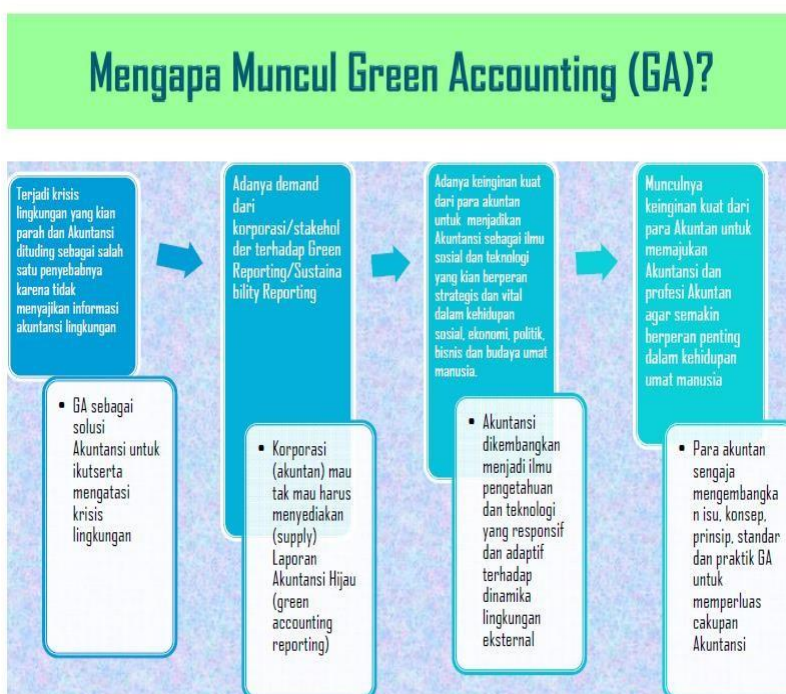 Mengapa Muncul Green Accounting (GA)?
Terjadi krisis
lingkungan yang kian
parah dan Akuntansi
dituding sebagai salah
satu penyebabnya
karena tidak
menyajikan informasi
akuntansi lingkungan
• GA sebagai
solusi
Akuntansi untuk
ikutserta
mengatasi
krisis
lingkungan
Adanya demand
dari
korporasi/stakehol
der terhadap Green
Reporting/Sustaina
bility Reporting
• Korporasi
(akuntan) mau
tak mau harus
menyediakan
(supply)
Laporan
Akuntansi Hijau
(green
accounting
reporting)
Adanya keinginan kuat
dari para akuntan
untuk menjadikan
Akuntansi sebagai ilmu
sosial dan teknologi
yang kian berperan
strategis dan vital
dalam kehidupan
sosial, ekonomi, politik,
bisnis dan budaya umat
manusia.
• Akuntansi
dikembangkan
menjadi ilmu
pengetahuan
dan teknologi
yang responsif
dan adaptif
terhadap
dinamika
lingkungan
eksternal
Munculnya
keinginan kuat dari
para Akuntan untuk
memajukan
Akuntansi dan
profesi Akuntan
agar semakin
berperan penting
dalam kehidupan
umat manusia
• Para akuntan
sengaja
mengembangka
n isu, konsep,
prinsip, standar
dan praktik GA
untuk
memperluas
cakupan
Akuntansi